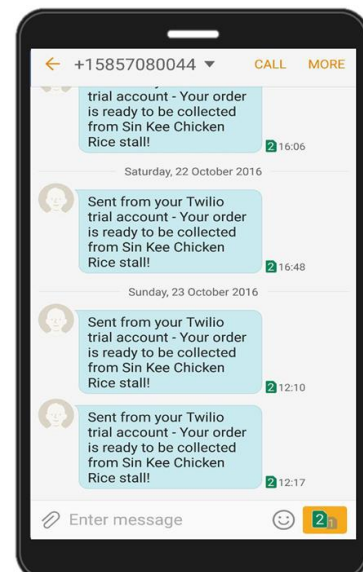 +15857080044 CALL MORE
trial account - Your order
is ready to be collected
from Sin Kee Chicken
Rice stall!
2 16:06
Saturday, 22 October 2016
Sent from your Twilio
trial account - Your order
is ready to be collected
from Sin Kee Chicken
Rice stall!
2 16:48
Sunday, 23 October 2016
Sent from your Twilio
trial account - Your order
is ready to be collected
from Sin Kee Chicken
Rice stall!
2 12:10
Sent from your Twilio
trial account - Your order
is ready to be collected
from Sin Kee Chicken
Rice stall!
2 12:17
Enter message 2 1